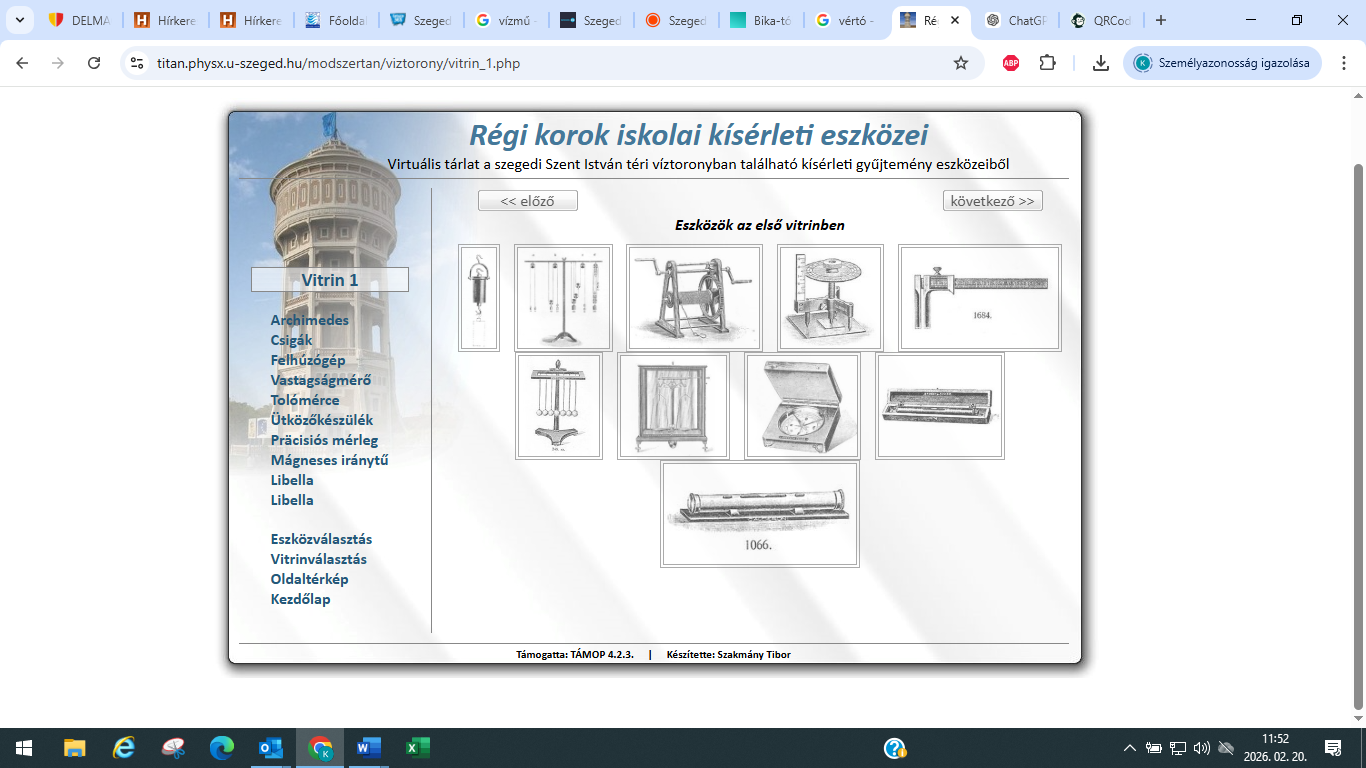 DELMA
Hírkere
Hírkere
Főoldal
Szeged
vízmű -
Szeged
Szeged
Bika-tó
vértó -
Ré
ChatGP
QRCod
titan.physx.u-szeged.hu/modszertan/viztorony/vitrin_1.php
ABP
K
Személyazonosság igazolása
Régi korok iskolai kísérleti eszközei
Virtuális tárlat a szegedi Szent István téri víztoronyban található kísérleti gyűjtemény eszközeiből
<< előző
következő >>
Eszközök az első vitrinben
Vitrin 1
Archimedes
Csigák
Felhúzógép
Vastagságmérő
Tolómérce
Ütközőkészülék
Präcisiós mérleg
Mágneses iránytű
Libella
Libella
Eszközválasztás
Vitrinválasztás
Oldaltérkép
Kezdőlap
1684.
1066.
Támogatta: TÁMOP 4.2.3. | Készítette: Szakmány Tibor
11:52
2026. 02. 20.